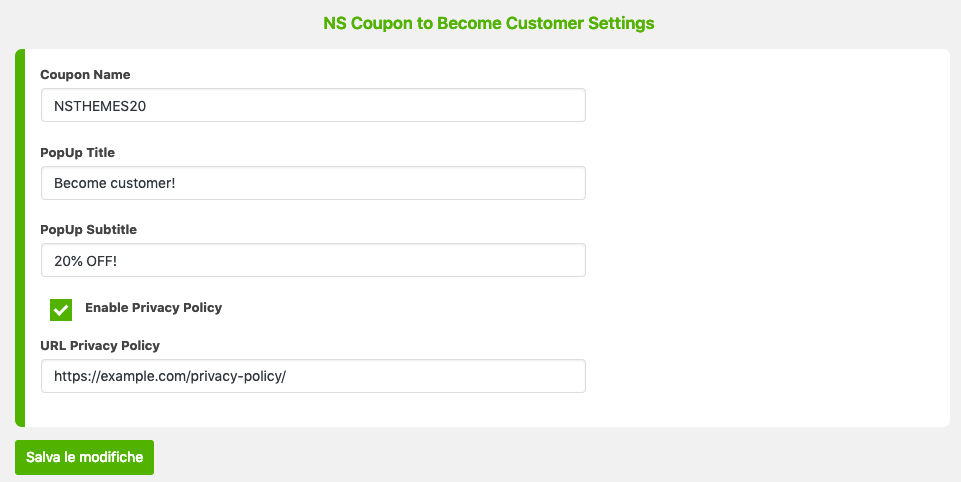 NS Coupon to Become Customer Settings
Coupon Name
NSTHEMES20
PopUp Title
Become customer!
PopUp Subtitle
20% OFF!
Enable Privacy Policy
URL Privacy Policy
https://example.com/privacy-policy/
Salva le modifiche